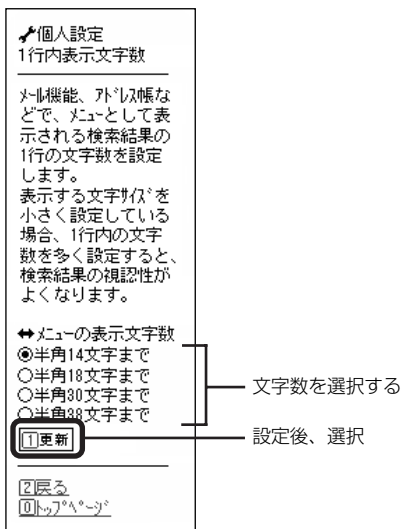 個人設定
1行内表示文字数
ﾒｰﾙ機能、ｱﾄﾞﾚｽ帳な
どで、ﾒﾆｭｰとして表
示される検索結果の
1行の文字数を設定
します。
表示する文字ｻｲｽﾞを
小さく設定している
場合、1行内の文字
数を多く設定すると、
検索結果の視認性が
よくなります。
⇔ﾒﾆｭｰの表示文字数
◉半角14文字まで
○半角18文字まで
○半角30文字まで
○半角38文字まで
文字数を選択する
1更新
設定後、選択
2戻る
0ﾄｯﾌﾟﾍﾟｰｼﾞ